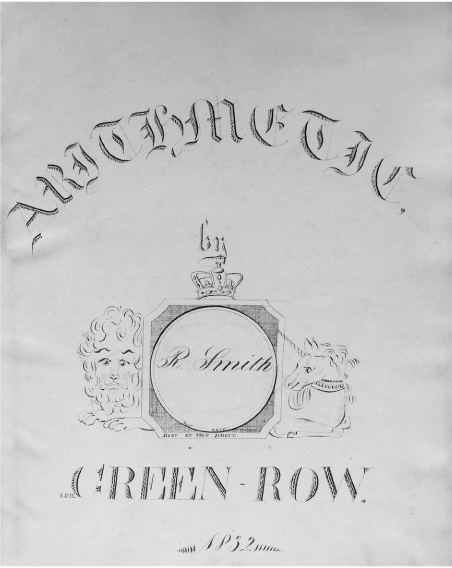 ARITHMETIC,
by
R. Smith
DIEU ET MON DROIT.
GREEN-ROW.
1832